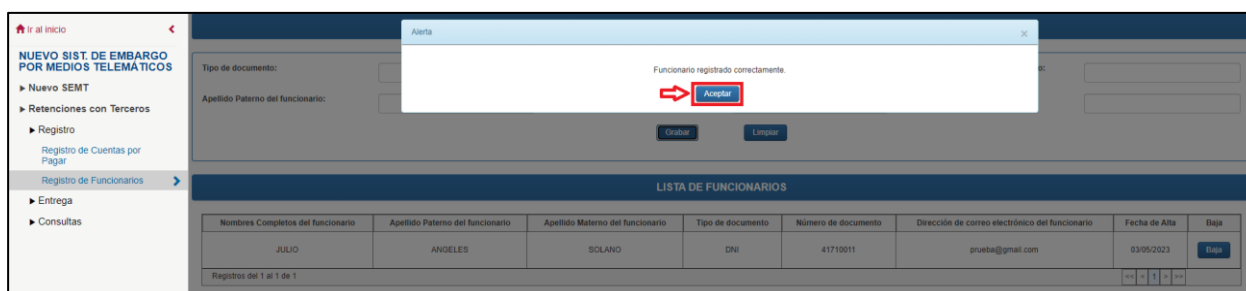 Ir al inicio
NUEVO SIST. DE EMBARGO
POR MEDIOS TELEMÁTICOS
Nuevo SEMT
Retenciones con Terceros
Registro
Registro de Cuentas por
Pagar
Registro de Funcionarios
Entrega
Consultas
Alerta
Funcionario registrado correctamente.
Aceptar
Tipo de documento:
o:
Apellido Paterno del funcionario:
Grabar Limpiar
LISTA DE FUNCIONARIOS
Nombres Completos del funcionario Apellido Paterno del funcionario Apellido Materno del funcionario Tipo de documento Número de documento Dirección de correo electrónico del funcionario Fecha de Alta Baja
JULIO ANGELES SOLANO DNI 41710011 prueba@gmail.com 03/05/2023 Baja
Registros del 1 al 1 de 1 << < 1 > >>